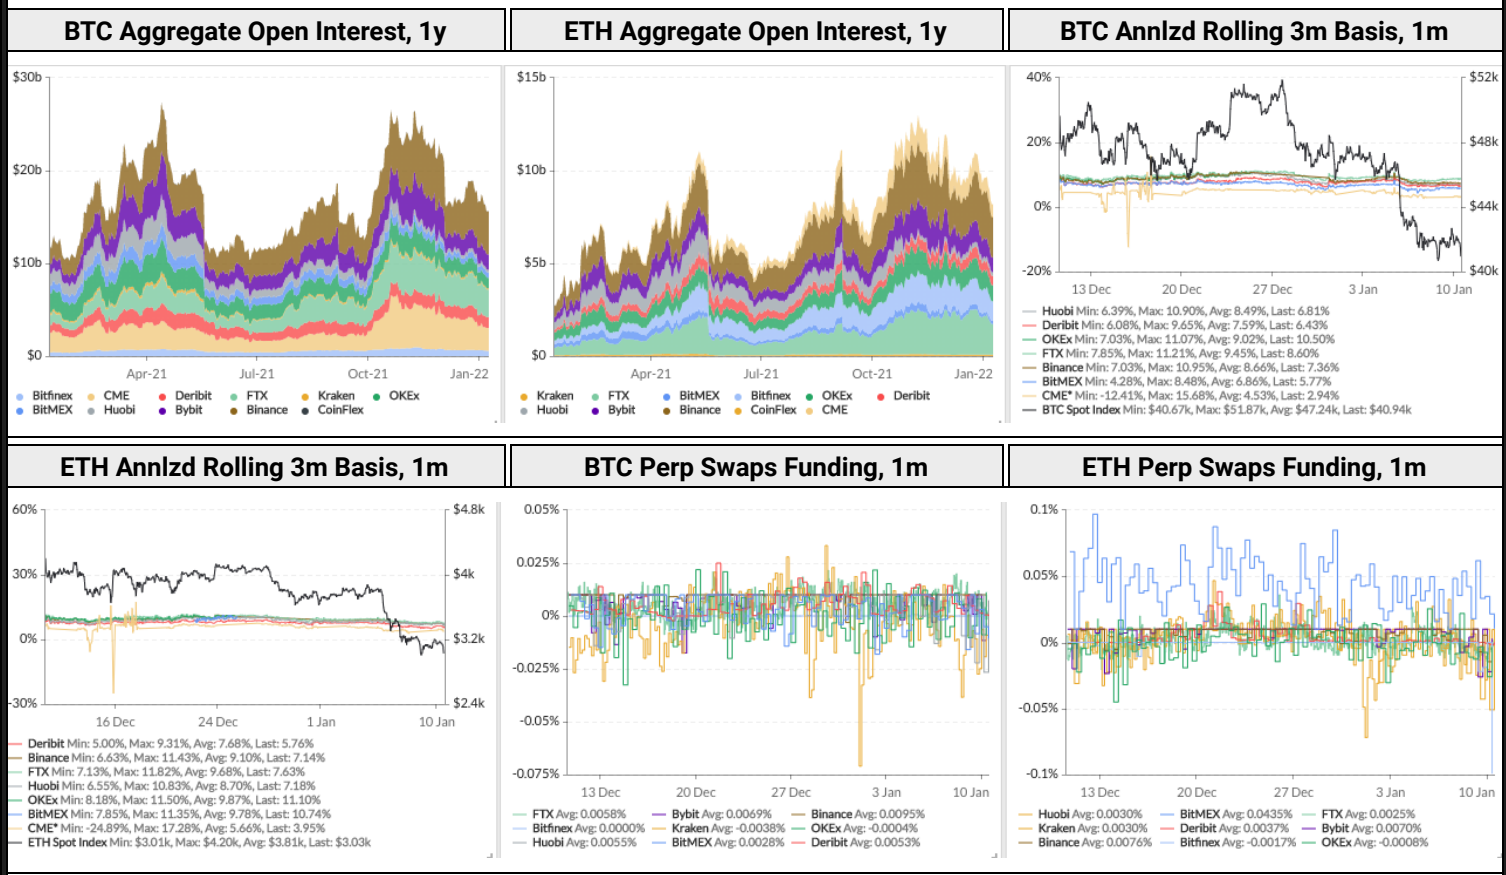 BTC Aggregate Open Interest, 1y
ETH Aggregate Open Interest, 1y
BTC Annlzd Rolling 3m Basis, 1m
$30b
$20b
$10b
$0
Apr-21 Jul-21 Oct-21 Jan-22
Bitfinex CME Deribit FTX Kraken OKEx
BitMEX Huobi Bybit Binance CoinFlex
$15b
$10b
$5b
$0
Apr-21 Jul-21 Oct-21 Jan-22
Kraken FTX BitMEX Bitfinex OKEx Deribit
Huobi Bybit Binance CoinFlex CME
40% $52k
20% $48k
0% $44k
-20% $40k
13 Dec 20 Dec 27 Dec 3 Jan 10 Jan
Huobi Min: 6.39%, Max: 10.90%, Avg: 8.49%, Last: 6.81%
Deribit Min: 6.08%, Max: 9.65%, Avg: 7.59%, Last: 6.43%
OKEx Min: 7.03%, Max: 11.07%, Avg: 9.02%, Last: 10.50%
FTX Min: 7.85%, Max: 11.21%, Avg: 9.45%, Last: 8.60%
Binance Min: 7.03%, Max: 10.95%, Avg: 8.66%, Last: 7.36%
BitMEX Min: 4.28%, Max: 8.48%, Avg: 6.86%, Last: 5.77%
CME* Min: -12.41%, Max: 15.68%, Avg: 4.53%, Last: 2.94%
BTC Spot Index Min: $40.67k, Max: $51.87k, Avg: $47.24k, Last: $40.94k
ETH Annlzd Rolling 3m Basis, 1m
BTC Perp Swaps Funding, 1m
ETH Perp Swaps Funding, 1m
60% $4.8k
30% $4k
0% $3.2k
-30% $2.4k
16 Dec 24 Dec 1 Jan 10 Jan
Deribit Min: 5.00%, Max: 9.31%, Avg: 7.68%, Last: 5.76%
Binance Min: 6.63%, Max: 11.43%, Avg: 9.10%, Last: 7.14%
FTX Min: 7.13%, Max: 11.82%, Avg: 9.68%, Last: 7.63%
Huobi Min: 6.55%, Max: 10.83%, Avg: 8.70%, Last: 7.18%
OKEx Min: 8.18%, Max: 11.50%, Avg: 9.87%, Last: 11.10%
BitMEX Min: 7.85%, Max: 11.35%, Avg: 9.78%, Last: 10.74%
CME* Min: -24.89%, Max: 17.28%, Avg: 5.66%, Last: 3.95%
ETH Spot Index Min: $3.01k, Max: $4.20k, Avg: $3.81k, Last: $3.03k
0.05%
0.025%
0%
-0.025%
-0.05%
-0.075%
13 Dec 20 Dec 27 Dec 3 Jan 10 Jan
FTX Avg: 0.0058% Bybit Avg: 0.0069% Binance Avg: 0.0095%
Bitfinex Avg: 0.0000% Kraken Avg: -0.0038% OKEx Avg: -0.0004%
Huobi Avg: 0.0055% BitMEX Avg: 0.0028% Deribit Avg: 0.0053%
0.1%
0.05%
0%
-0.05%
-0.1%
13 Dec 20 Dec 27 Dec 3 Jan 10 Jan
Huobi Avg: 0.0030% BitMEX Avg: 0.0435% FTX Avg: 0.0025%
Kraken Avg: 0.0030% Deribit Avg: 0.0037% Bybit Avg: 0.0070%
Binance Avg: 0.0076% Bitfinex Avg: -0.0017% OKEx Avg: -0.0008%